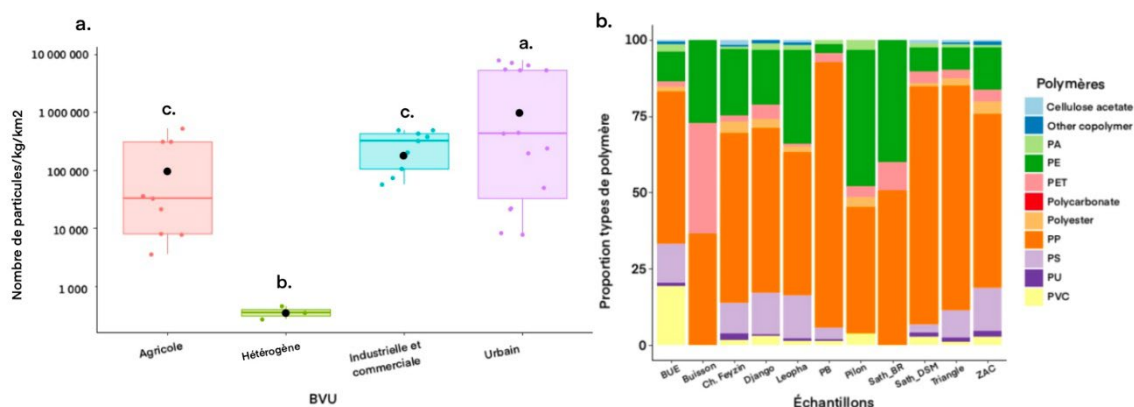 a.
Nombre de particules/kg/km2
10 000 000
1 000 000
100 000
10 000
1 000
c.
b.
c.
a.
Agricole
Hétérogène
Industrielle et
commerciale
Urbain
BVU
b.
Proportion types de polymère
100
75
50
25
0
BUE
Buisson
Ch. Feyzin
Django
Leopha
PB
Pilon
Sath_BR
Sath_DSM
Triangle
ZAC
Échantillons
Polymères
Cellulose acetate
Other copolymer
PA
PE
PET
Polycarbonate
Polyester
PP
PS
PU
PVC